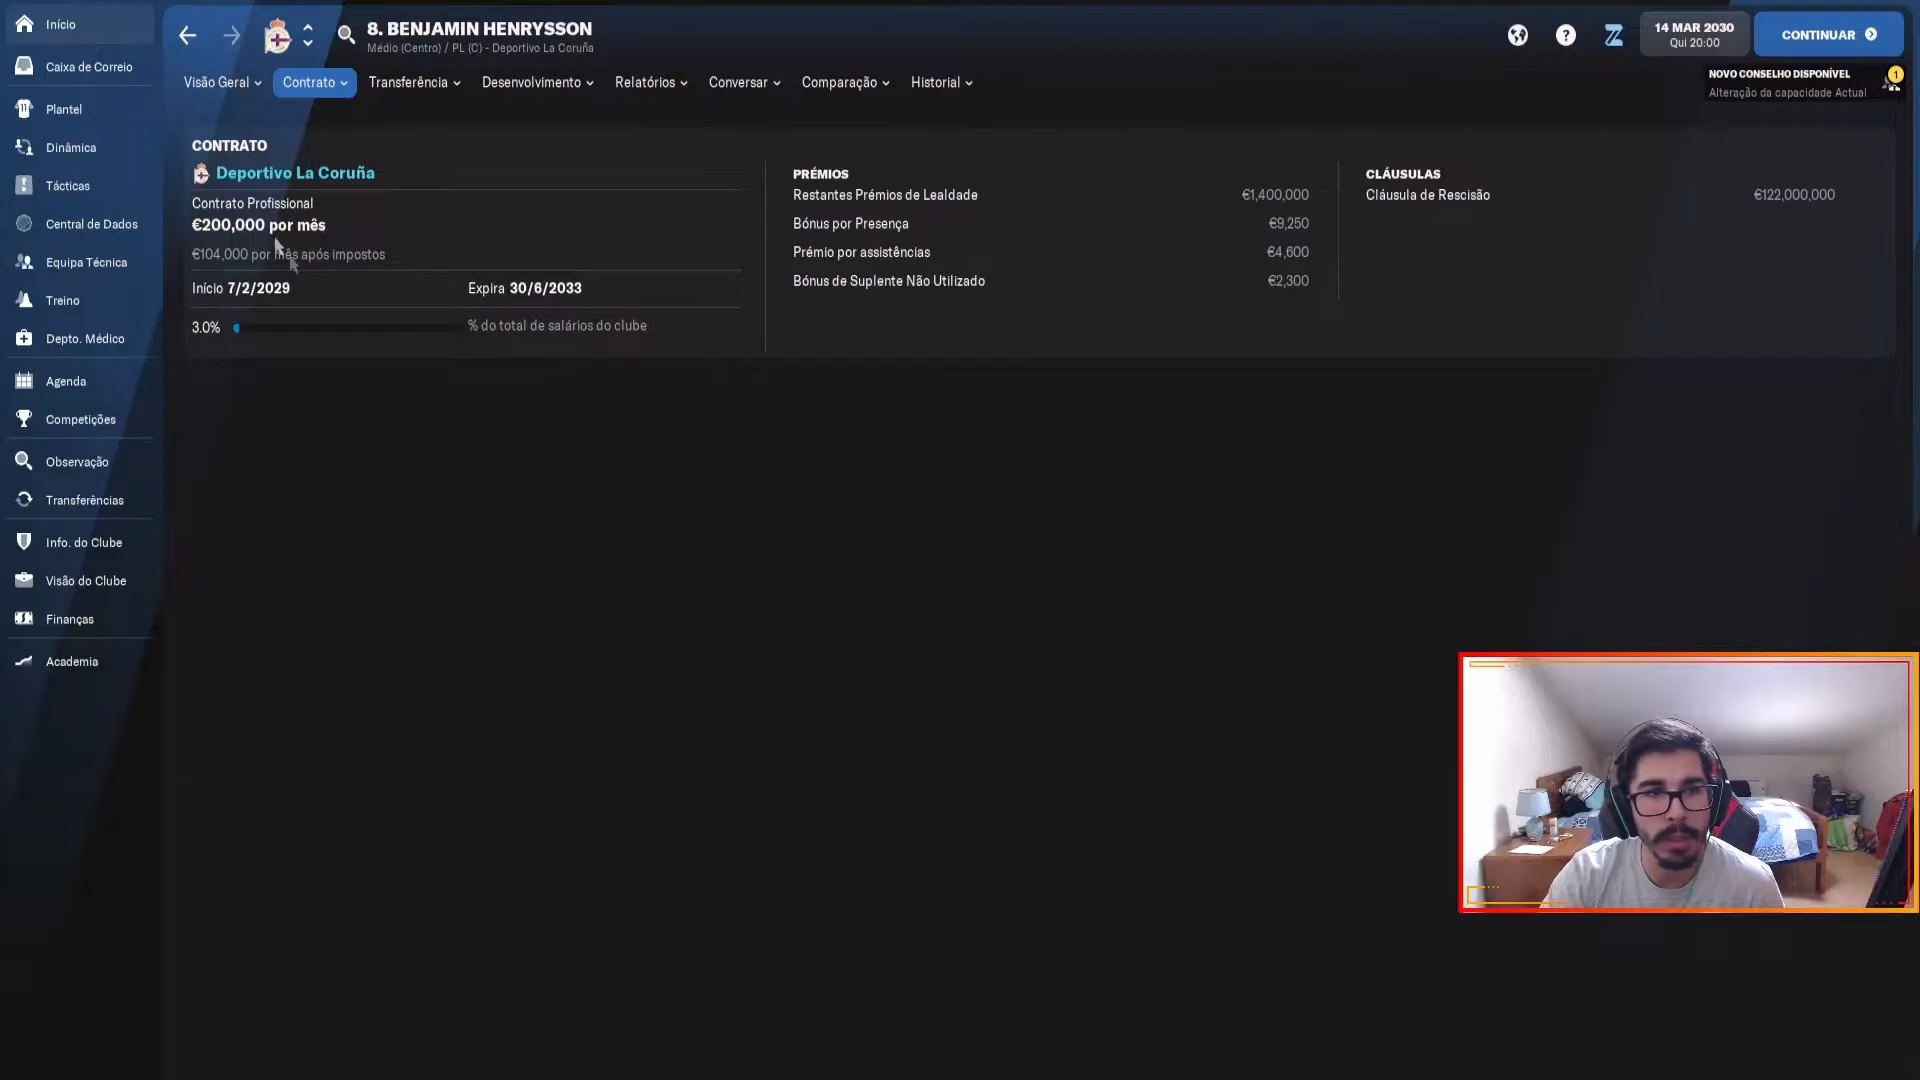 Início
Caixa de Correio
Plantel
Dinâmica
Tácticas
Central de Dados
Equipa Técnica
Treino
Depto. Médico
Agenda
Competições
Observação
Transferências
Info. do Clube
Visão do Clube
Finanças
Academia
8. BENJAMIN HENRYSSON
Médio (Centro) / PL (C) - Deportivo La Coruña
14 MAR 2030
Qui 20:00
CONTINUAR
Visão Geral
Contrato
Transferência
Desenvolvimento
Relatórios
Conversar
Comparação
Historial
NOVO CONSELHO DISPONÍVEL
1
Alteração da capacidade Actual
CONTRATO
Deportivo La Coruña
Contrato Profissional
€200,000 por mês
€104,000 por mês após impostos
Início 7/2/2029
Expira 30/6/2033
3.0%
% do total de salários do clube
PRÉMIOS
Restantes Prémios de Lealdade €1,400,000
Bónus por Presença €9,250
Prémio por assistências €4,600
Bónus de Suplente Não Utilizado €2,300
CLÁUSULAS
Cláusula de Rescisão €122,000,000